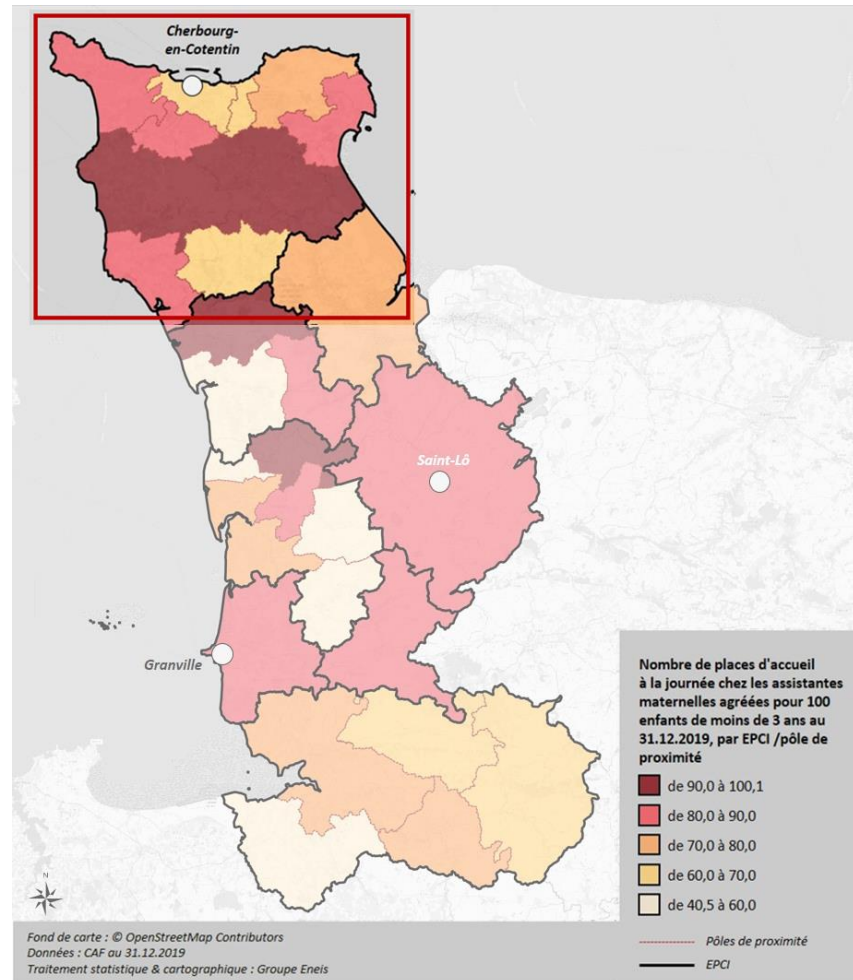 Cherbourg-
en-Cotentin
Saint-Lô
Granville
Nombre de places d'accueil
à la journée chez les assistantes
maternelles agréées pour 100
enfants de moins de 3 ans au
31.12.2019, par EPCI /pôle de
proximité
de 90,0 à 100,1
de 80,0 à 90,0
de 70,0 à 80,0
de 60,0 à 70,0
de 40,5 à 60,0
Pôles de proximité
EPCI
N
Fond de carte : © OpenStreetMap Contributors
Données : CAF au 31.12.2019
Traitement statistique & cartographique : Groupe Eneis